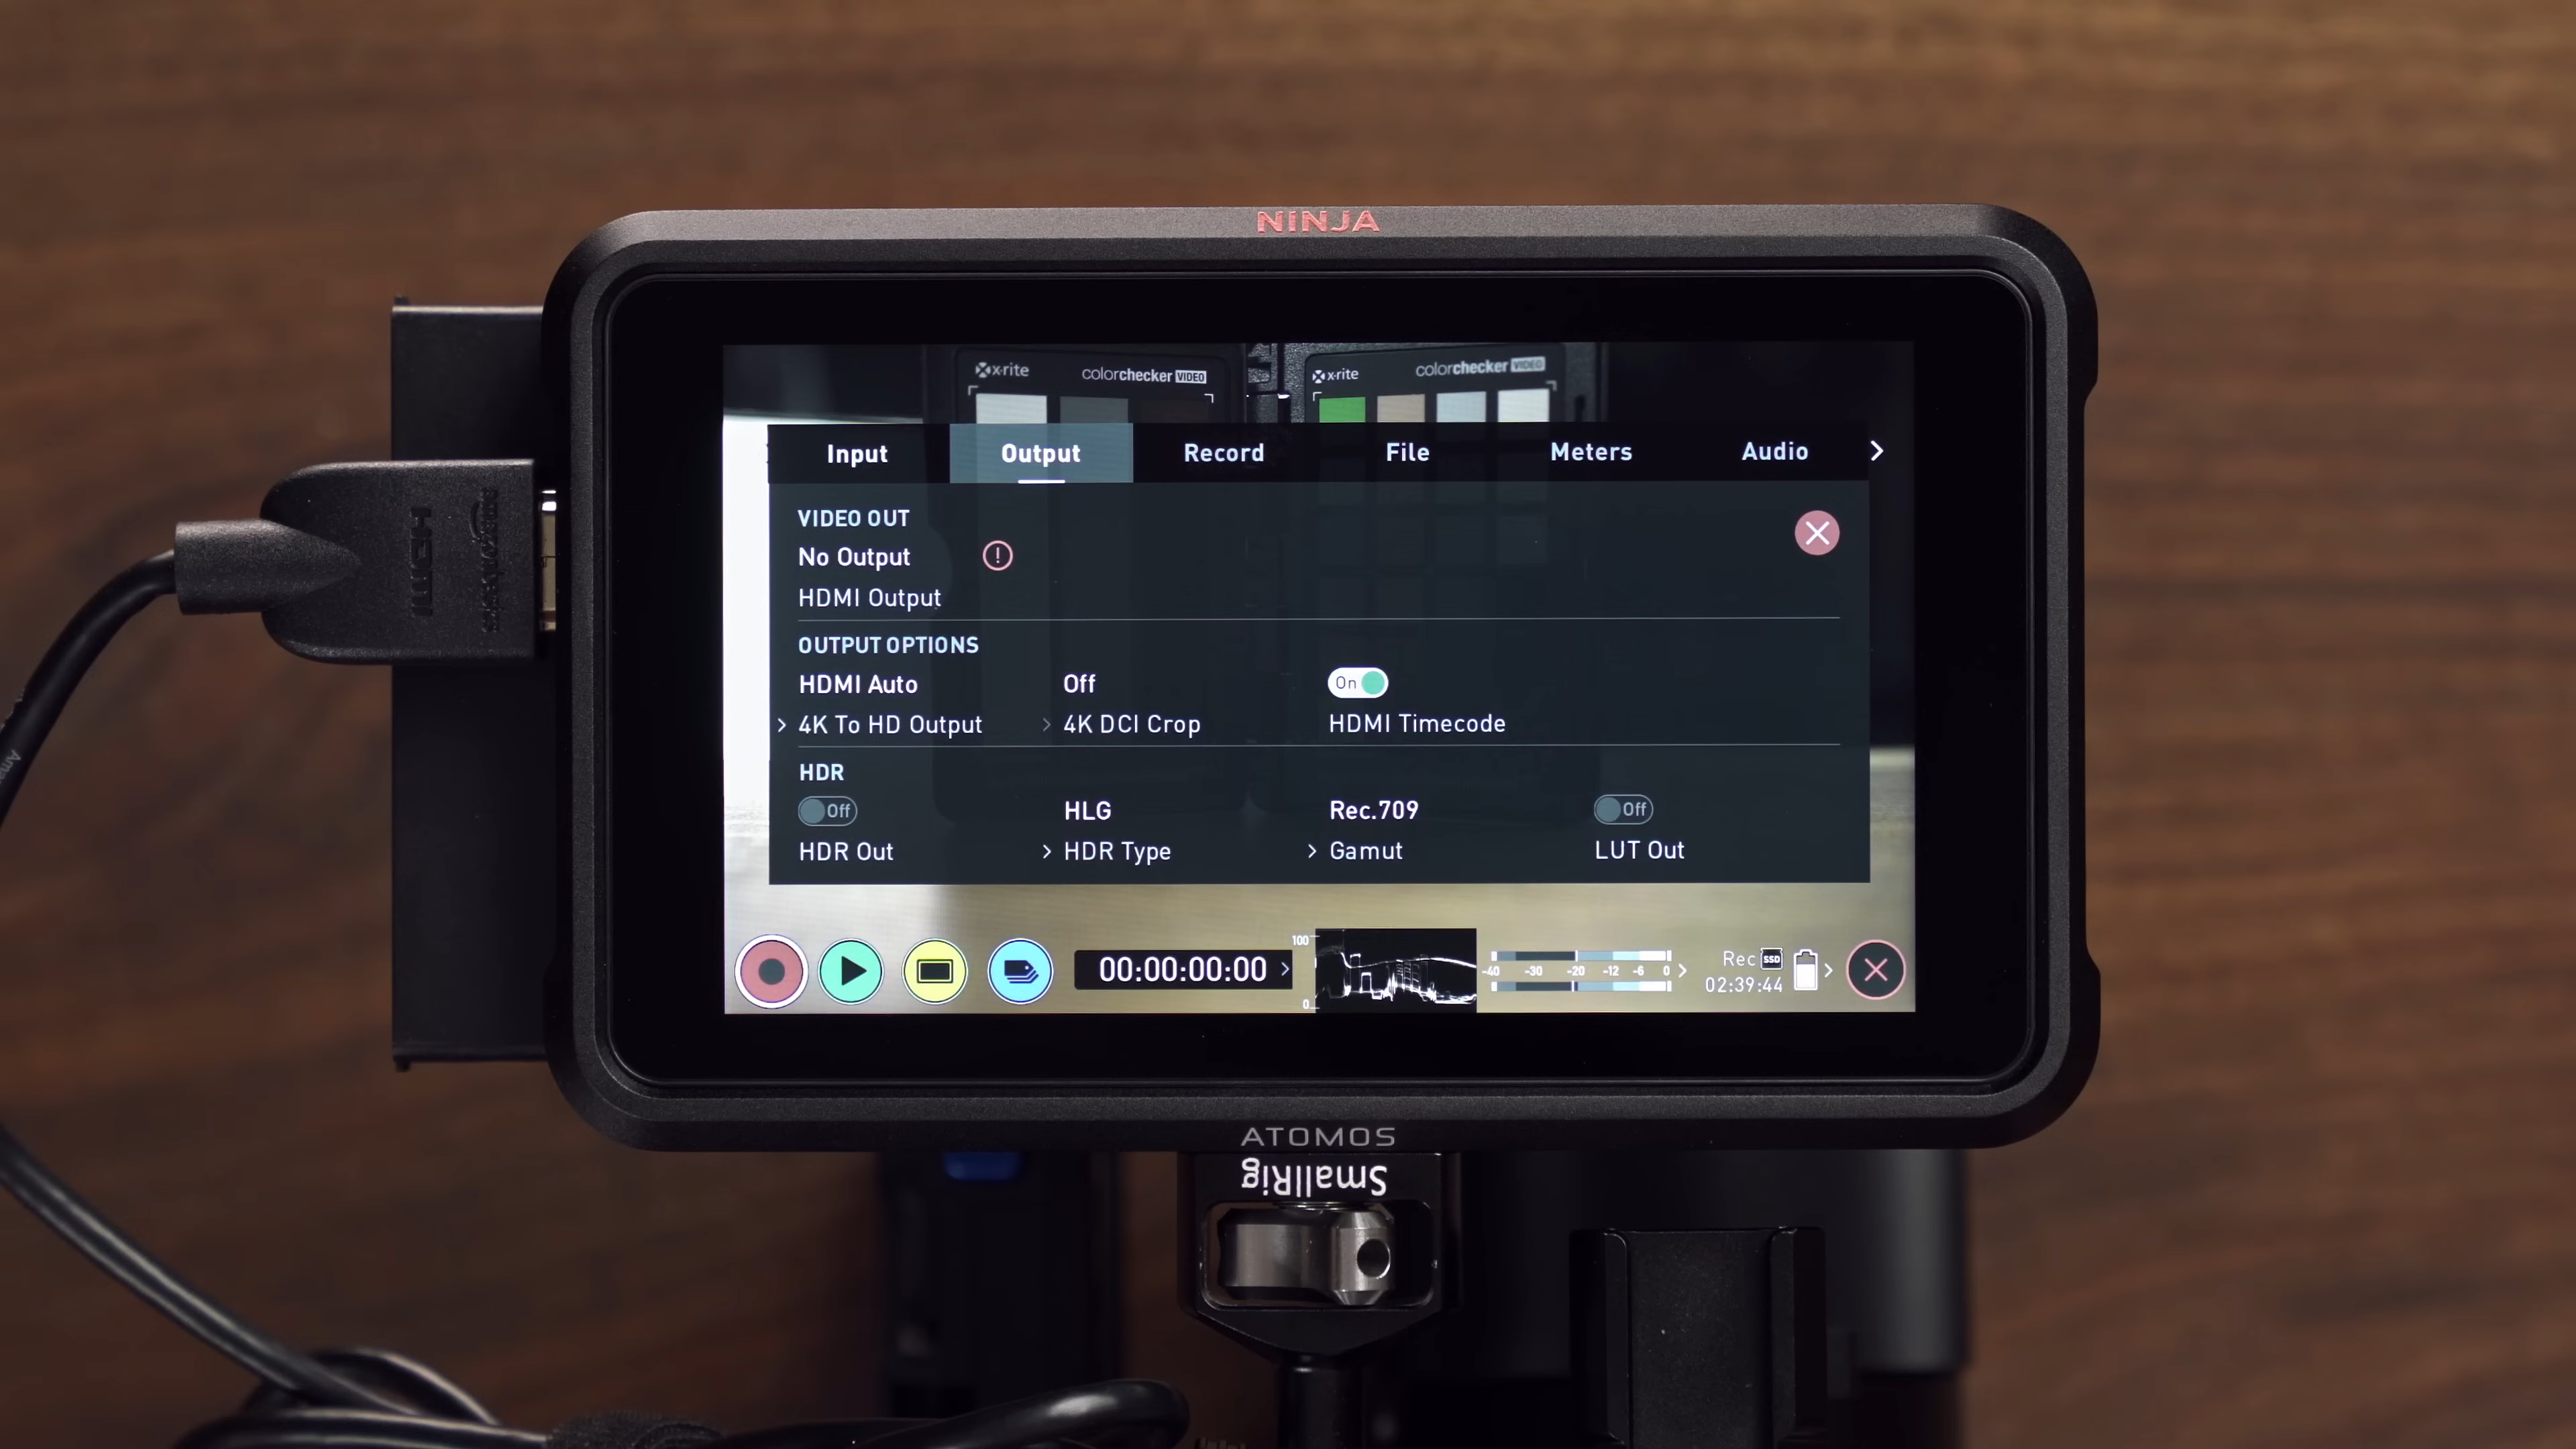 NINJA
x-rite colorchecker VIDEO
x-rite colorchecker VIDEO
Input Output Record File Meters Audio
VIDEO OUT
No Output
HDMI Output
OUTPUT OPTIONS
HDMI Auto Off On
4K To HD Output 4K DCI Crop HDMI Timecode
HDR
Off HLG Rec.709 Off
HDR Out HDR Type Gamut LUT Out
00:00:00:00
100
0
-40 -30 -20 -12 -6 0
Rec SSD
02:39:44
ATOMOS
SmallRig
HDMI